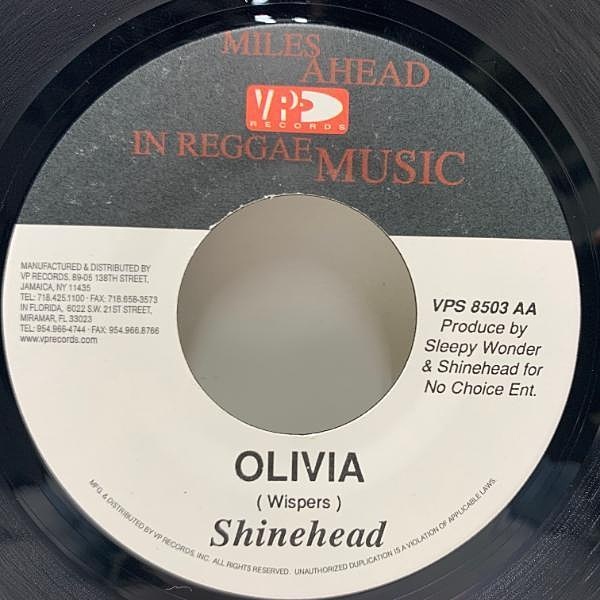 MILES
AHEAD
VP
RECORDS
IN REGGAE MUSIC
MANUFACTURED & DISTRIBUTED BY
VP RECORDS, 89-05 138TH STREET,
JAMAICA, NY 11435
TEL: 718.425.1100 · FAX: 718.658-3573
IN FLORIDA, 6022 S.W. 21ST STREET,
MIRAMAR, FL 33023
TEL: 954.966-4744 · FAX: 954.966.8766
www.vprecords.com
VPS 8503 AA
Produce by
Sleepy Wonder
& Shinehead for
No Choice Ent.
OLIVIA
( Wispers )
Shinehead
MFG. & DISTRIBUTED BY VP RECORDS, INC. ALL RIGHTS RESERVED. UNAUTHORIZED DUPLICATION IS A VIOLATION OF APPLICABLE LAWS.